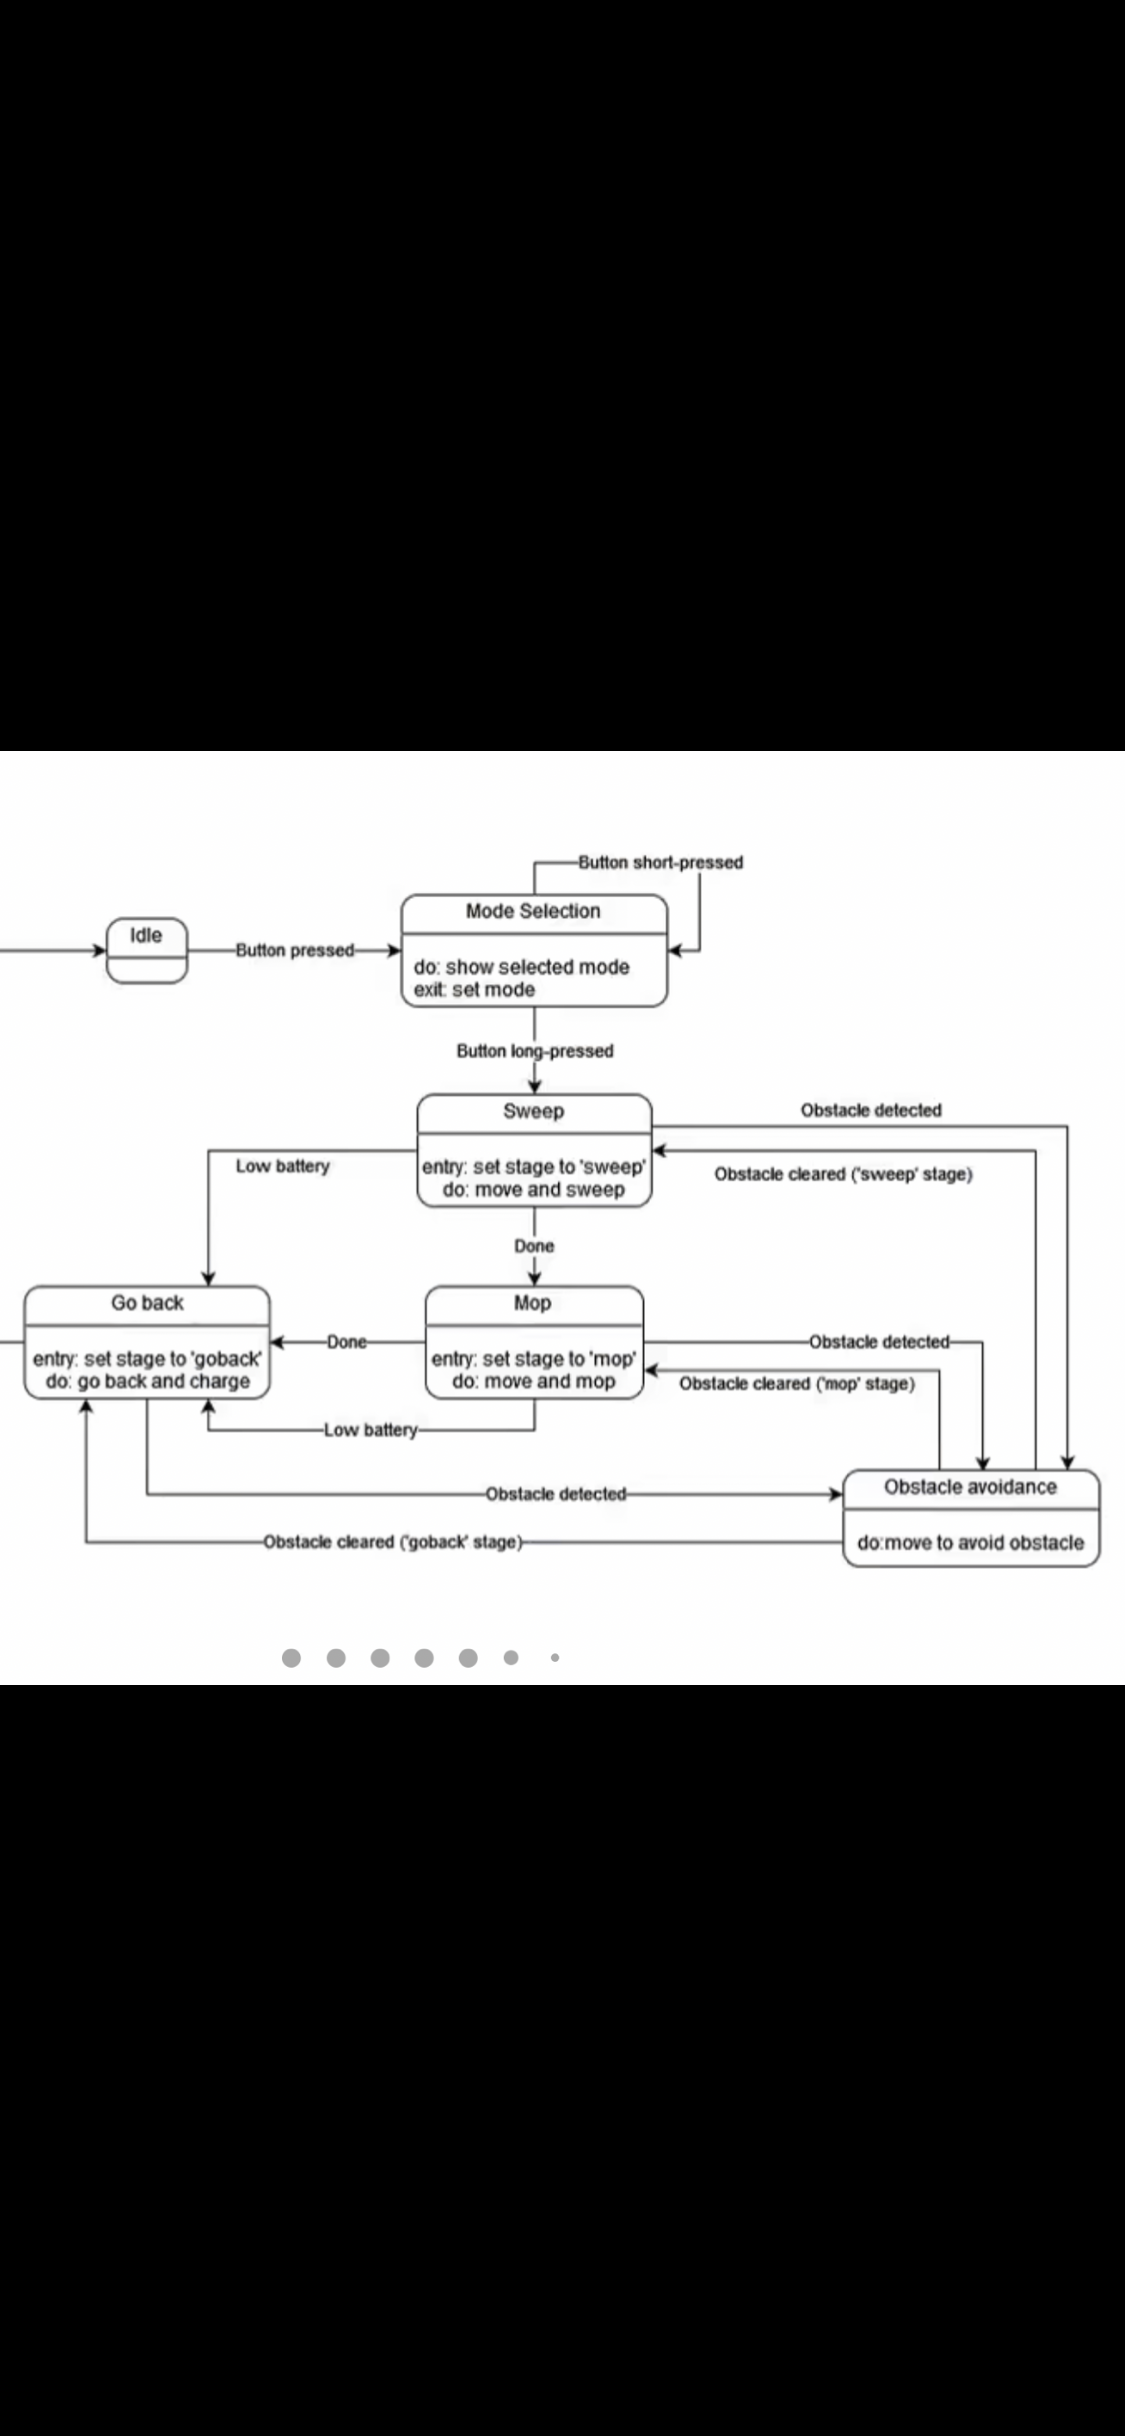 Button short-pressed
Mode Selection
Idle
Button pressed
do: show selected mode
exit: set mode
Button long-pressed
Sweep
Obstacle detected
Low battery
entry: set stage to 'sweep'
do: move and sweep
Obstacle cleared ('sweep' stage)
Done
Go back
Mop
entry: set stage to 'goback'
do: go back and charge
Done
entry: set stage to 'mop'
do: move and mop
Obstacle detected
Obstacle cleared ('mop' stage)
Low battery
Obstacle avoidance
Obstacle detected
Obstacle cleared ('goback' stage)
do:move to avoid obstacle